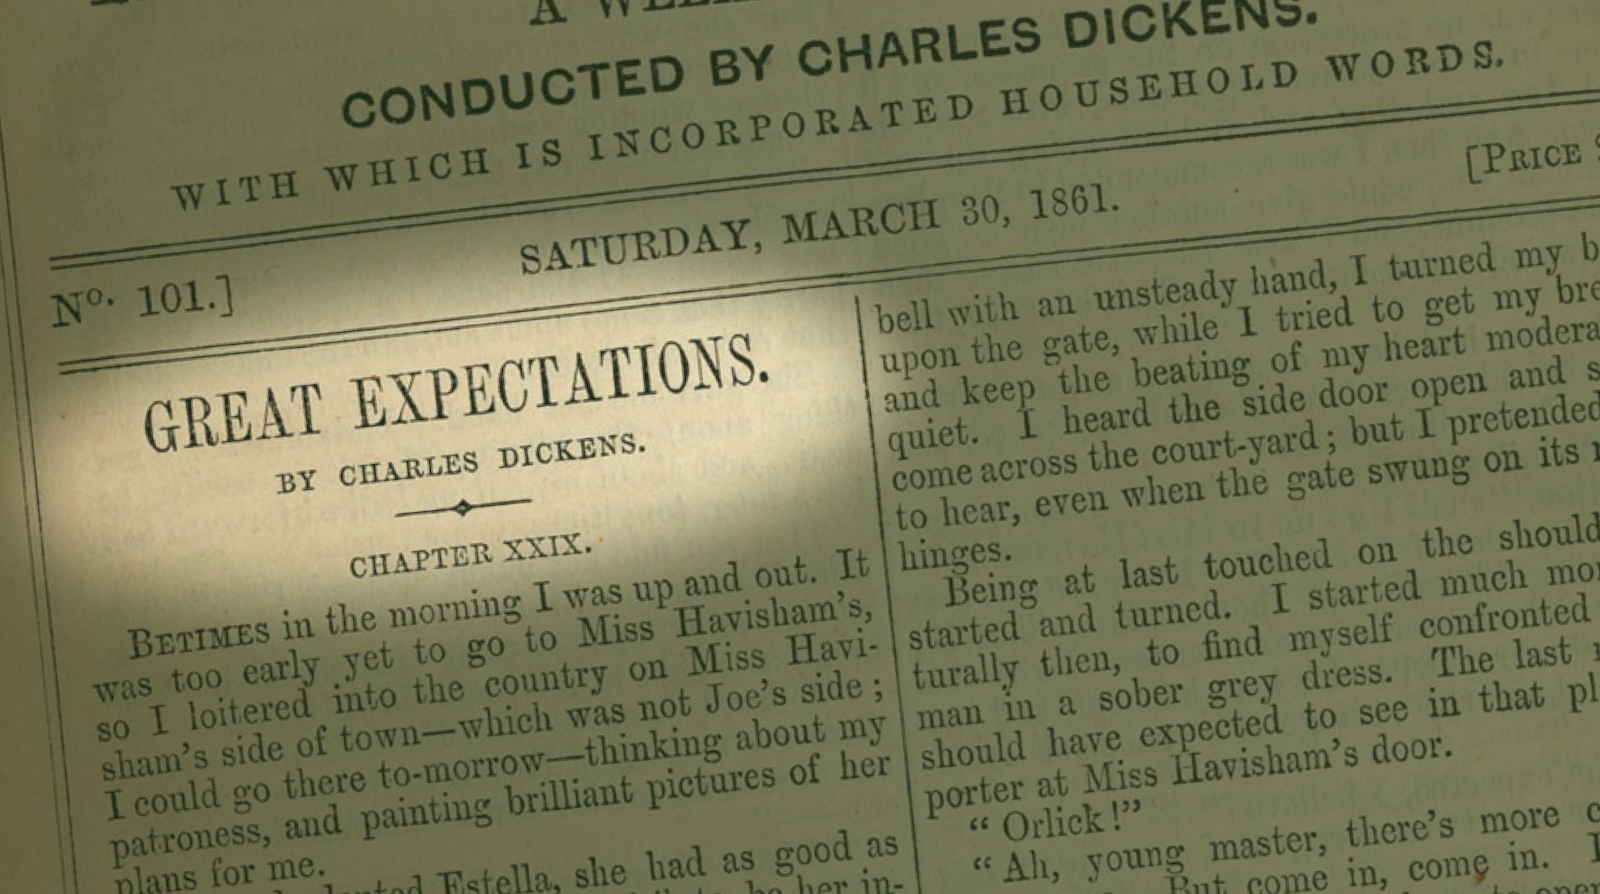 A
CONDUCTED BY CHARLES DICKENS.
WITH WHICH IS INCORPORATED HOUSEHOLD WORDS.
Nº. 101.]
SATURDAY, MARCH 30, 1861.
[PRICE
GREAT EXPECTATIONS.
BY CHARLES DICKENS.
CHAPTER XXIX.
BETIMES in the morning I was up and out. It
was too early yet to go to Miss Havisham's,
so I loitered into the country on Miss Havi-
sham's side of town—which was not Joe's side;
I could go there to-morrow—thinking about my
patroness, and painting brilliant pictures of her
plans for me.
Estella, she had as good as
her in-
bell with an unsteady hand, I turned my
upon the gate, while I tried to get my
and keep the beating of my heart
quiet. I heard the side door open and
come across the court-yard; but I pretended
to hear, even when the gate swung on its
hinges.
Being at last touched on the
started and turned. I started much
turally then, to find myself confronted
man in a sober grey dress. The last
should have expected to see in that
porter at Miss Havisham's door.
"Orlick!"
"Ah, young master, there's more
But come in, come in.